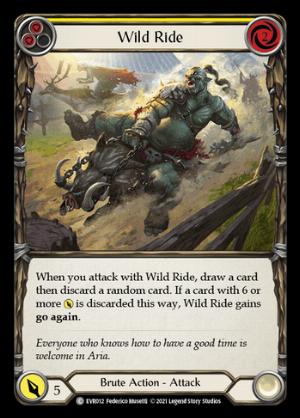 Wild Ride
2
When you attack with Wild Ride, draw a card
then discard a random card. If a card with 6 or
more is discarded this way, Wild Ride gains
go again.
Everyone who knows how to have a good time is
welcome in Aria.
5
Brute Action - Attack
C EVR012 Federico Musetti © 2021 Legend Story Studios